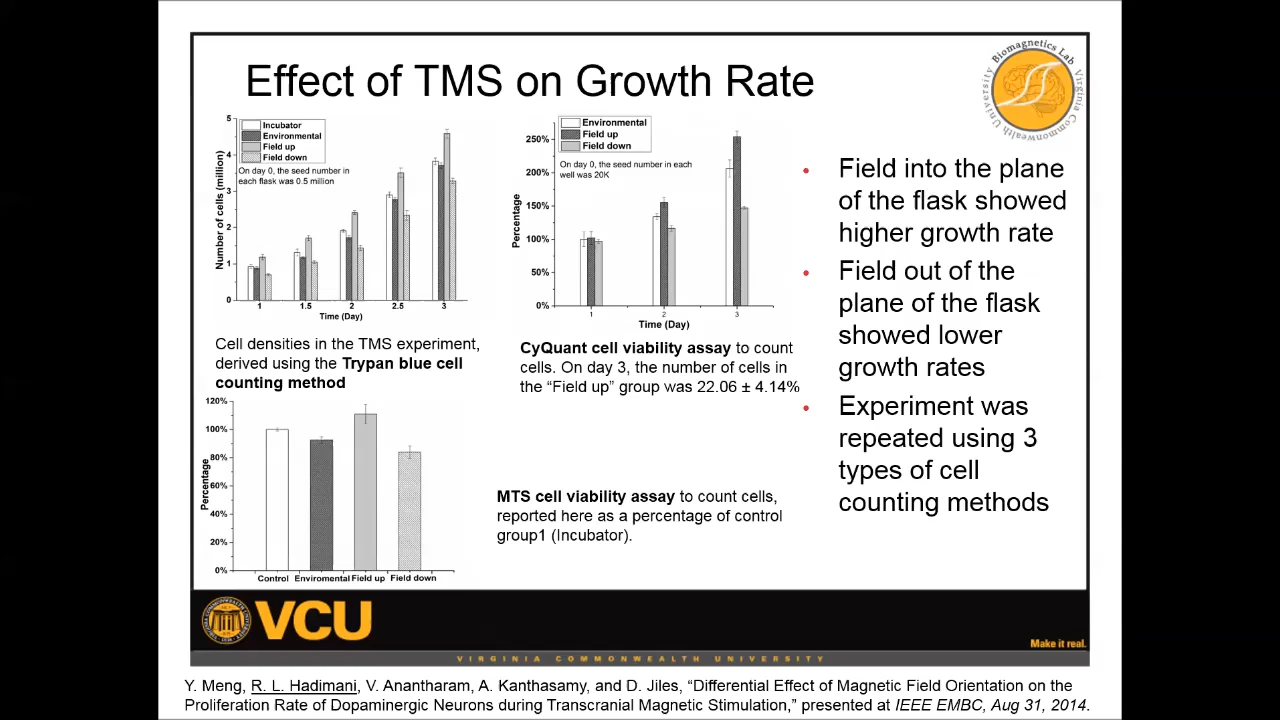 Effect of TMS on Growth Rate
Biomagnetics Lab
Virginia Commonwealth University
5
4
3
2
1
0
Number of cells (million)
Incubator
Environmental
Field up
Field down
On day 0, the seed number in
each flask was 0.5 million
1 1.5 2 2.5 3
Time (Day)
250%
200%
150%
100%
50%
0%
Percentage
Environmental
Field up
Field down
On day 0, the seed number in each
well was 20K
1 2 3
Time (Day)
Cell densities in the TMS experiment,
derived using the Trypan blue cell
counting method
CyQuant cell viability assay to count
cells. On day 3, the number of cells in
the “Field up” group was 22.06 ± 4.14%
120%
100%
80%
60%
40%
20%
0%
Percentage
Control Enviromental Field up Field down
MTS cell viability assay to count cells,
reported here as a percentage of control
group1 (Incubator).
• Field into the plane
of the flask showed
higher growth rate
• Field out of the
plane of the flask
showed lower
growth rates
• Experiment was
repeated using 3
types of cell
counting methods
VCU
Make it real.
VIRGINIA COMMONWEALTH UNIVERSITY
Y. Meng, R. L. Hadimani, V. Anantharam, A. Kanthasamy, and D. Jiles, “Differential Effect of Magnetic Field Orientation on the
Proliferation Rate of Dopaminergic Neurons during Transcranial Magnetic Stimulation,” presented at IEEE EMBC, Aug 31, 2014.